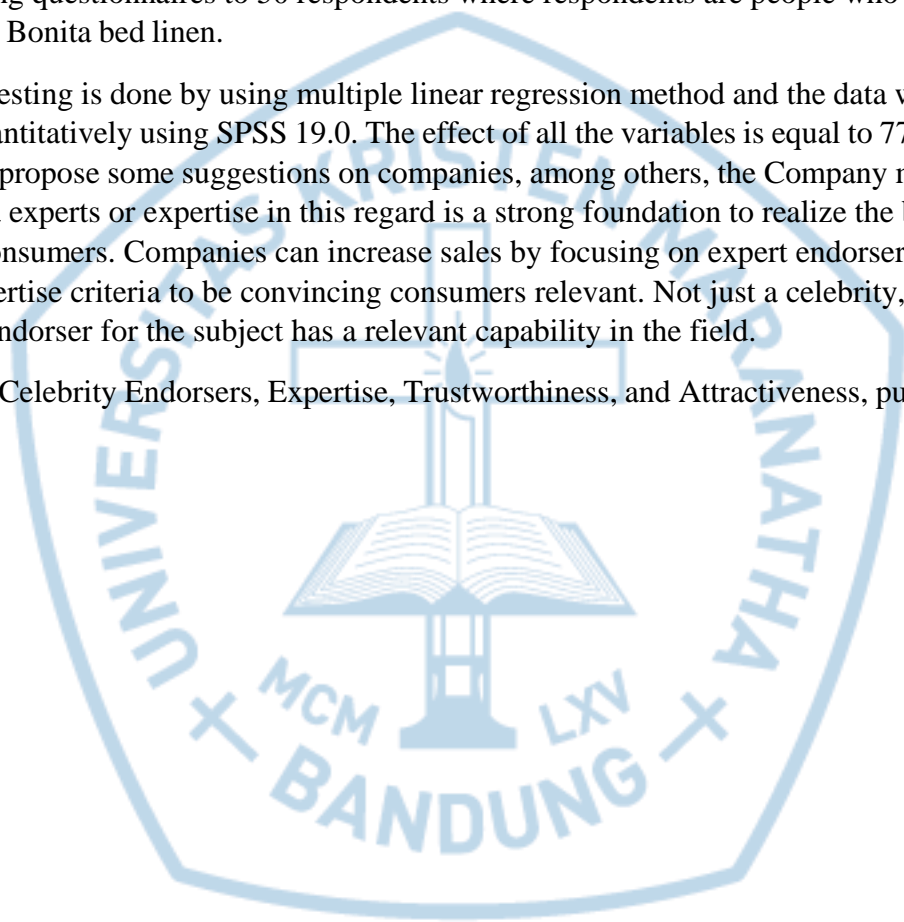 ng questionnaires to 50 respondents where respondents are people who
Bonita bed linen.
esting is done by using multiple linear regression method and the data w
antitatively using SPSS 19.0. The effect of all the variables is equal to 77
propose some suggestions on companies, among others, the Company m
experts or expertise in this regard is a strong foundation to realize the b
onsumers. Companies can increase sales by focusing on expert endorser
ertise criteria to be convincing consumers relevant. Not just a celebrity,
ndorser for the subject has a relevant capability in the field.
Celebrity Endorsers, Expertise, Trustworthiness, and Attractiveness, pu
UNIVERSITAS KRISTEN MARANATHA
MCM LXV
BANDUNG